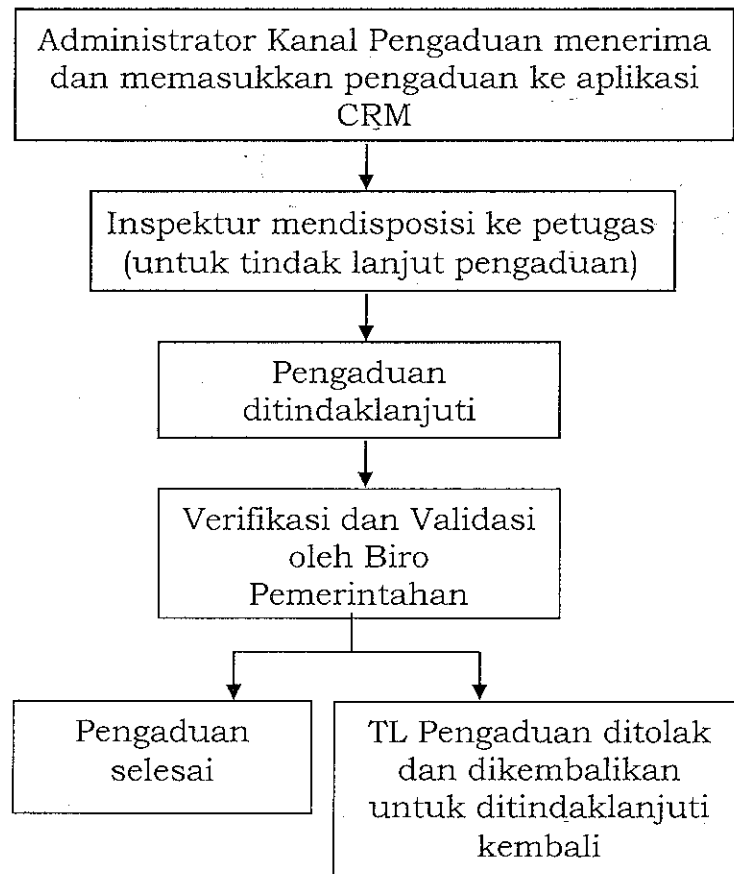 Administrator Kanal Pengaduan menerima
dan memasukkan pengaduan ke aplikasi
CRM
Inspektur mendisposisi ke petugas
(untuk tindak lanjut pengaduan)
Pengaduan
ditindaklanjuti
Verifikasi dan Validasi
oleh Biro
Pemerintahan
Pengaduan
selesai
TL Pengaduan ditolak
dan dikembalikan
untuk ditindaklanjuti
kembali